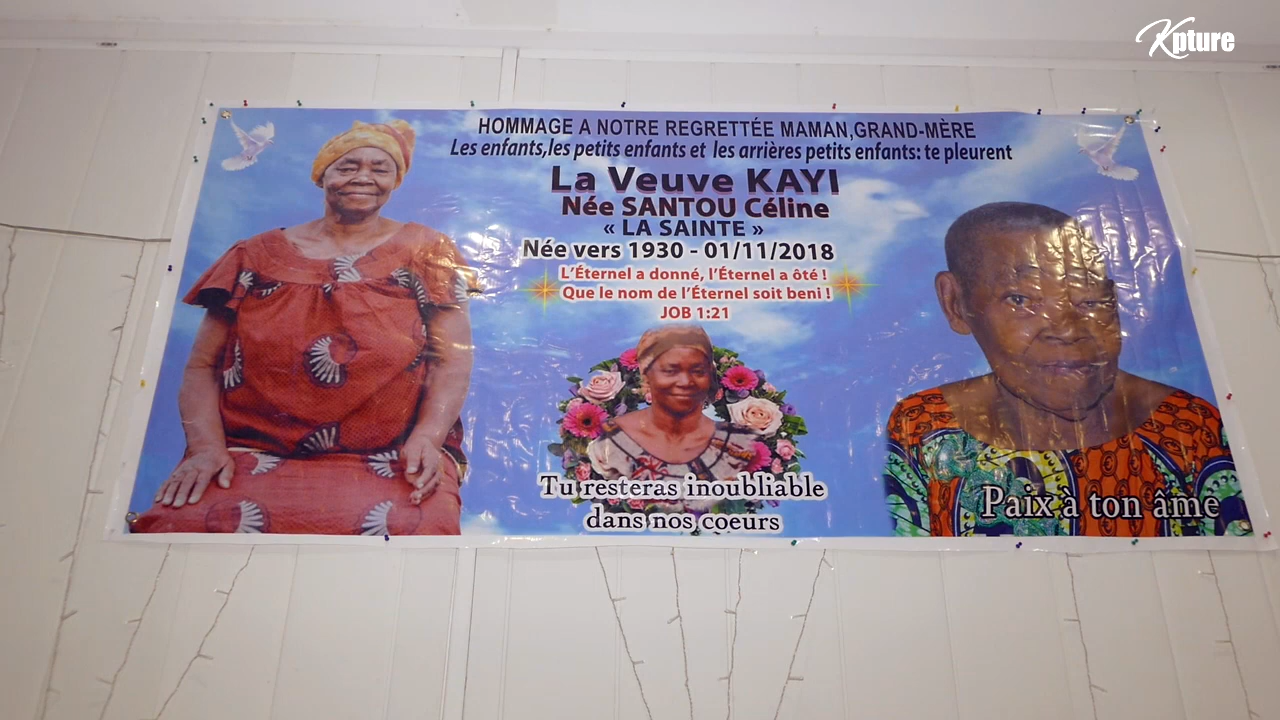 Kpture
HOMMAGE A NOTRE REGRETTÉE MAMAN,GRAND-MÈRE
Les enfants,les petits enfants et les arrières petits enfants: te pleurent
La Veuve KAYI
Née SANTOU Céline
« LA SAINTE »
Née vers 1930 - 01/11/2018
L'Éternel a donné, l'Éternel a ôté !
Que le nom de l'Éternel soit beni !
JOB 1:21
Tu resteras inoubliable
dans nos coeurs
Paix à ton âme